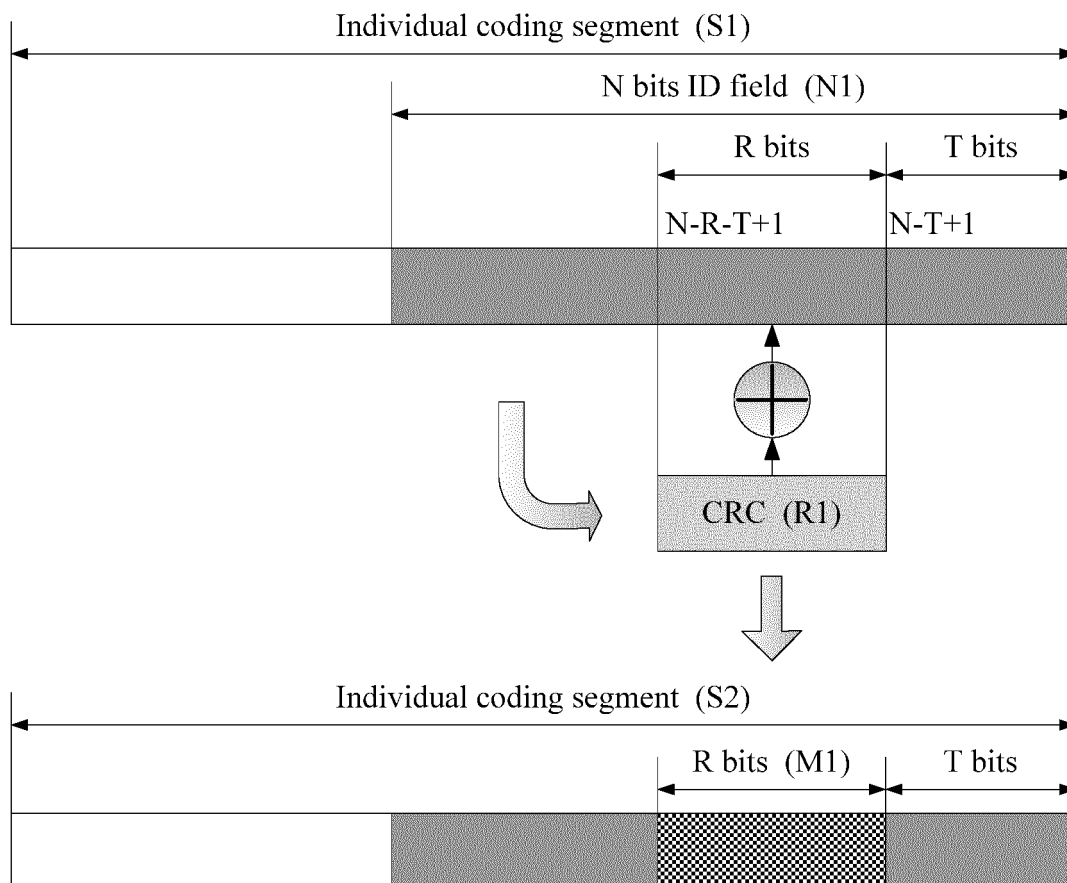 Individual coding segment (S1)
N bits ID field (N1)
R bits
T bits
N-R-T+1
N-T+1
CRC (R1)
Individual coding segment (S2)
R bits (M1)
T bits